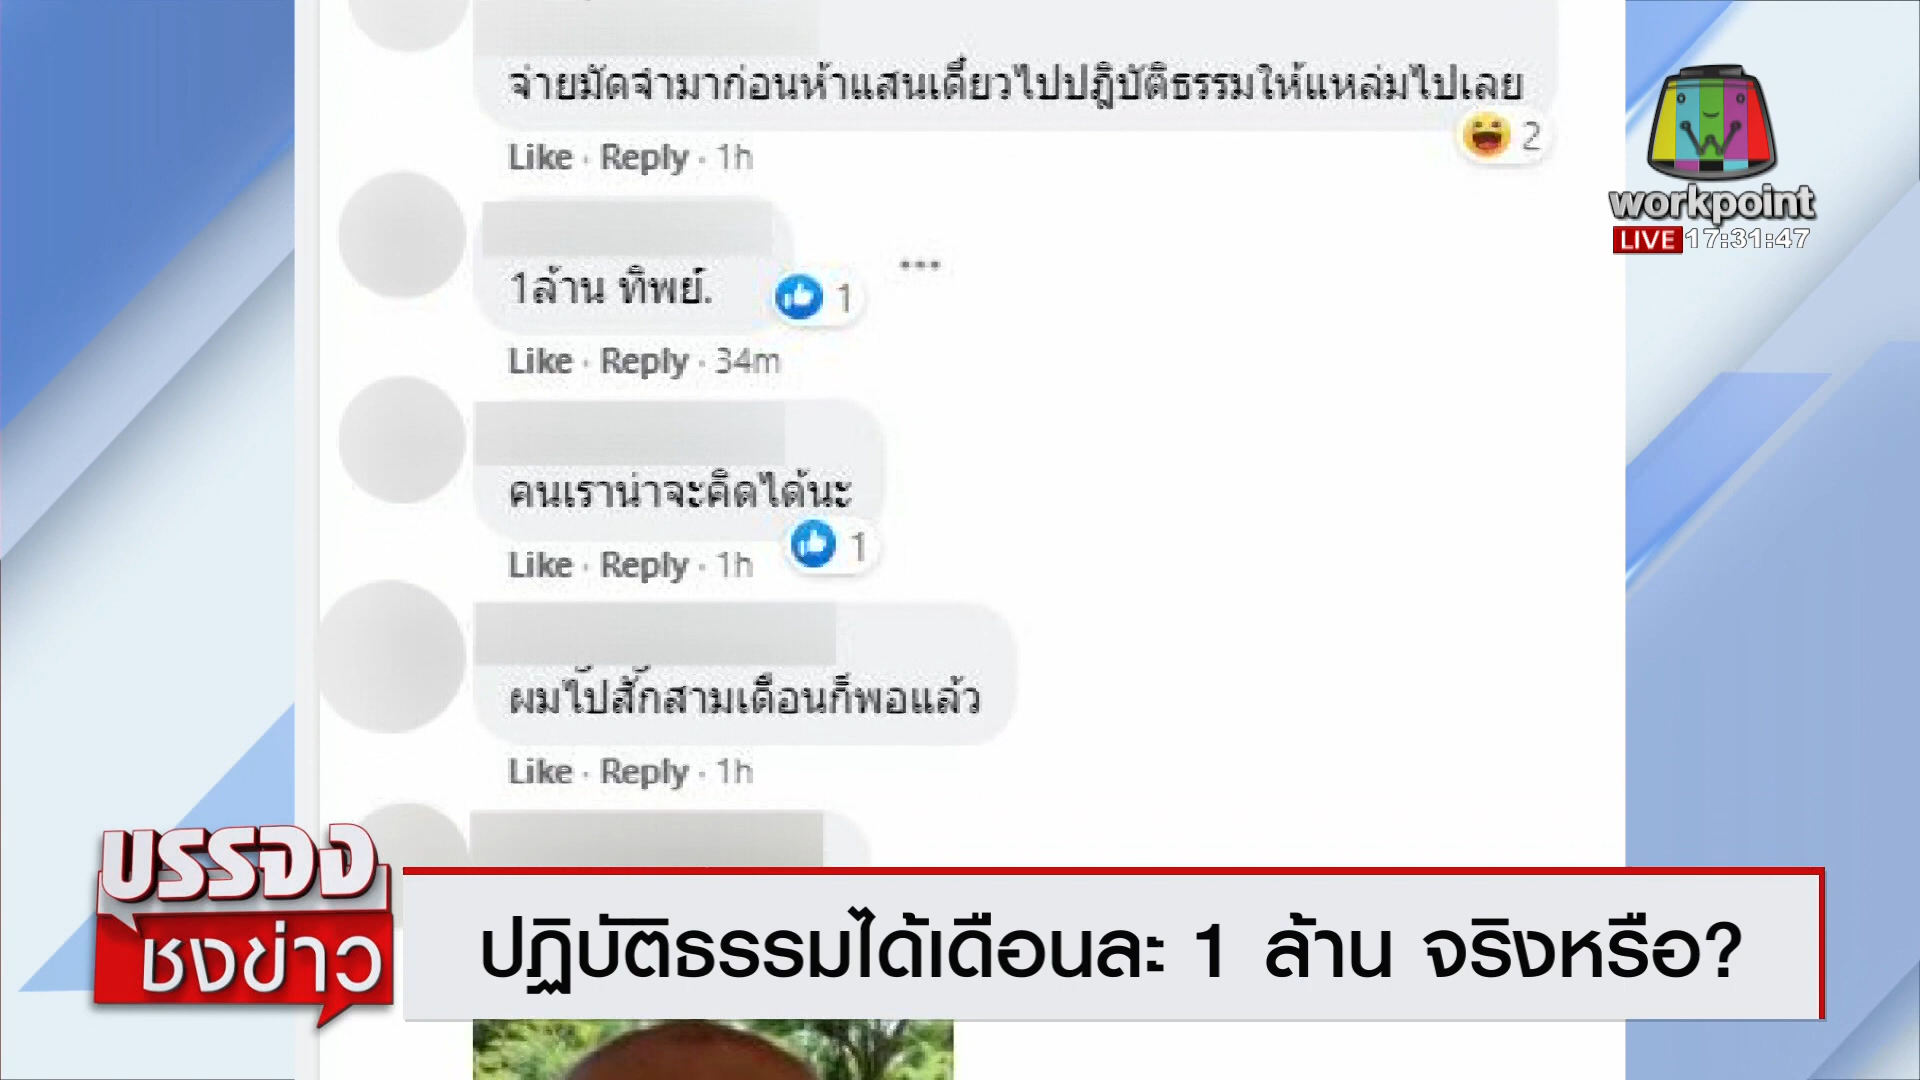 จ่ายมัดจำมาก่อนห้าแสนเดี๋ยวไปปฎิบัติธรรมให้แหล่มไปเลย
2
Like · Reply · 1h
workpoint
LIVE 17:31:47
1ล้าน ทิพย์.
1
Like · Reply · 34m
คนเราน่าจะคิดได้นะ
1
Like · Reply · 1h
ผมไป๋สั๊กสามเดือนก็พอแล้ว
Like · Reply · 1h
บรรจง
ชงข่าว
ปฏิบัติธรรมได้เดือนละ 1 ล้าน จริงหรือ?